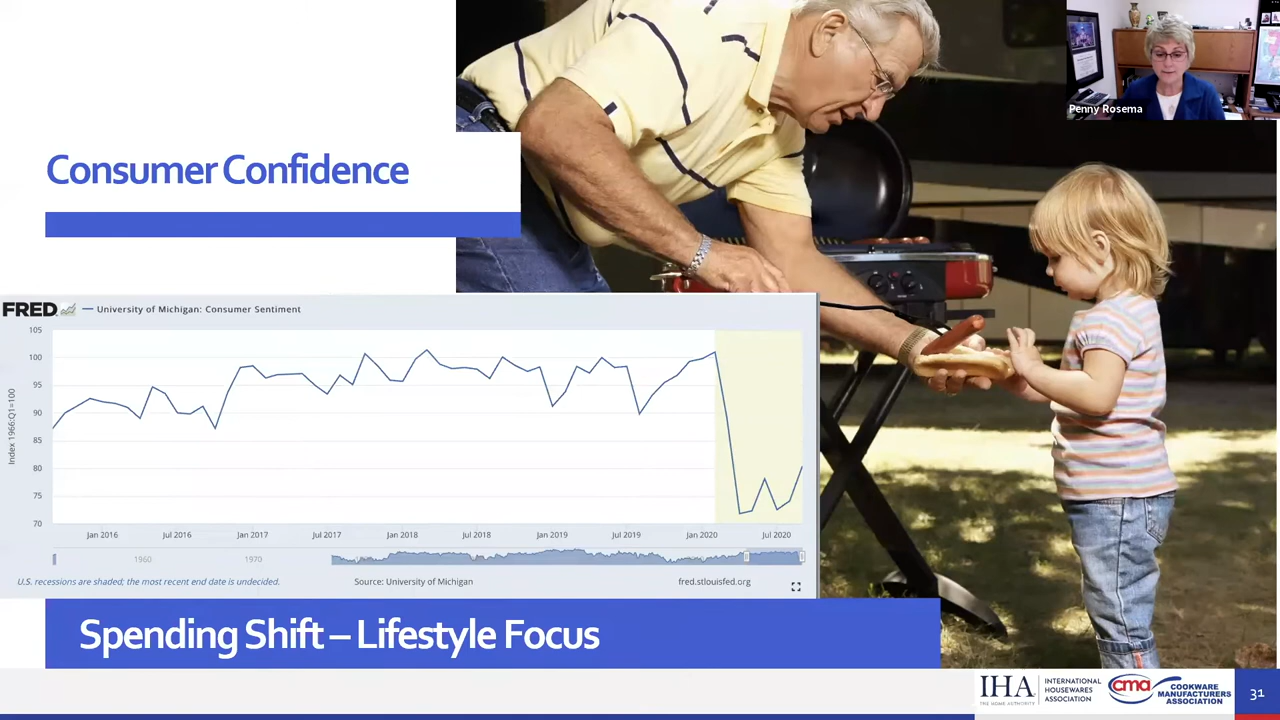 Penny Rosema
Consumer Confidence
FRED
University of Michigan: Consumer Sentiment
105
100
95
90
85
80
75
70
Index 1966:Q1=100
Jan 2016
Jul 2016
Jan 2017
Jul 2017
Jan 2018
Jul 2018
Jan 2019
Jul 2019
Jan 2020
Jul 2020
1960
1970
U.S. recessions are shaded; the most recent end date is undecided.
Source: University of Michigan
fred.stlouisfed.org
Spending Shift – Lifestyle Focus
IHA
THE HOME AUTHORITY
INTERNATIONAL
HOUSEWARES
ASSOCIATION
cma
COOKWARE
MANUFACTURERS
ASSOCIATION
31